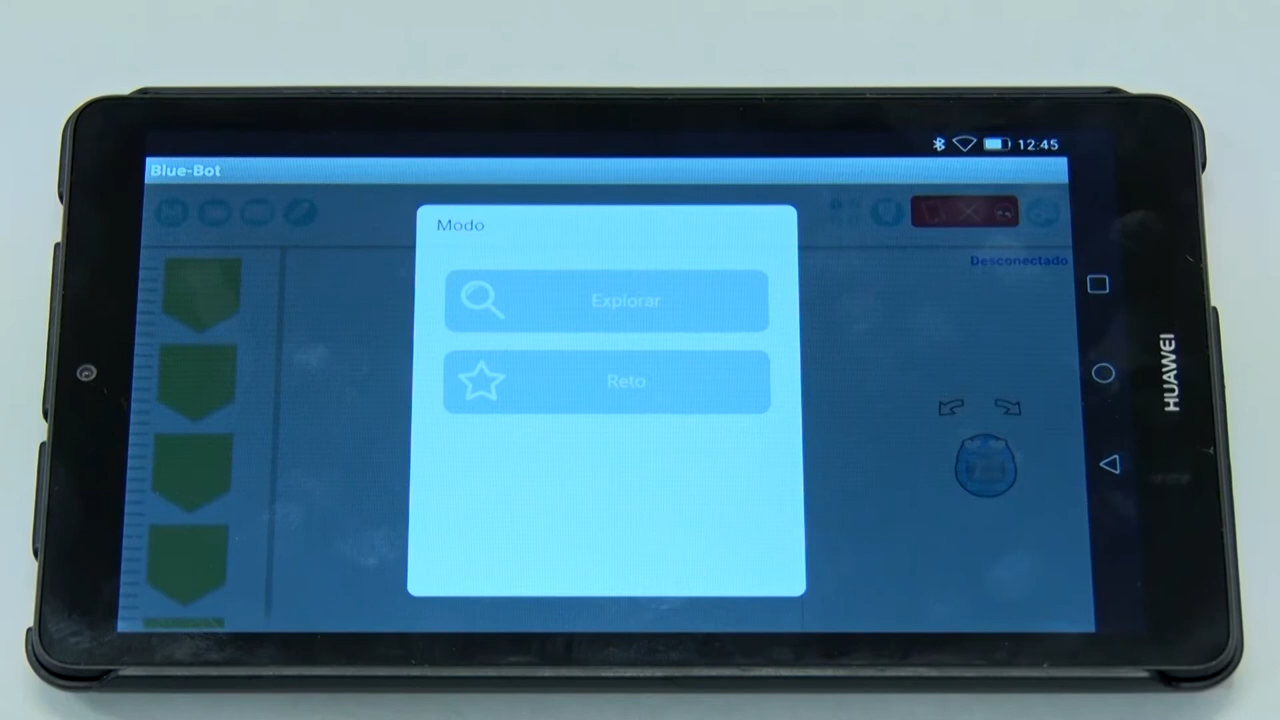 12:45
Blue-Bot
Modo
Desconectado
Explorar
Reto
HUAWEI